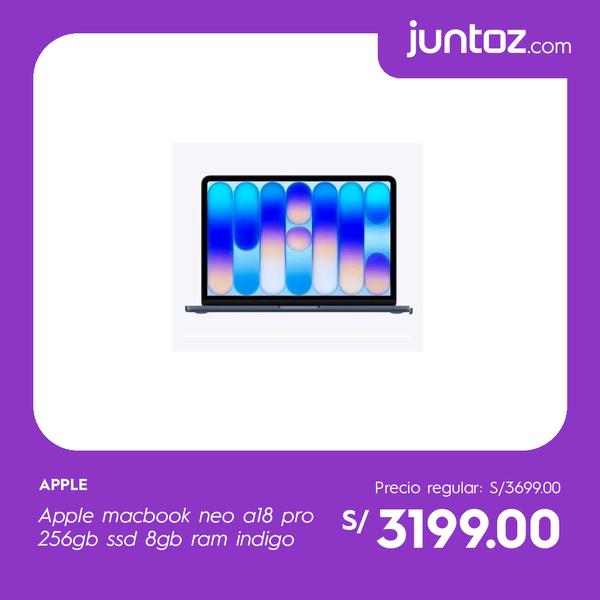 juntoz.com
APPLE
Apple macbook neo a18 pro
256gb ssd 8gb ram indigo
Precio regular: S/3699.00
S/ 3199.00